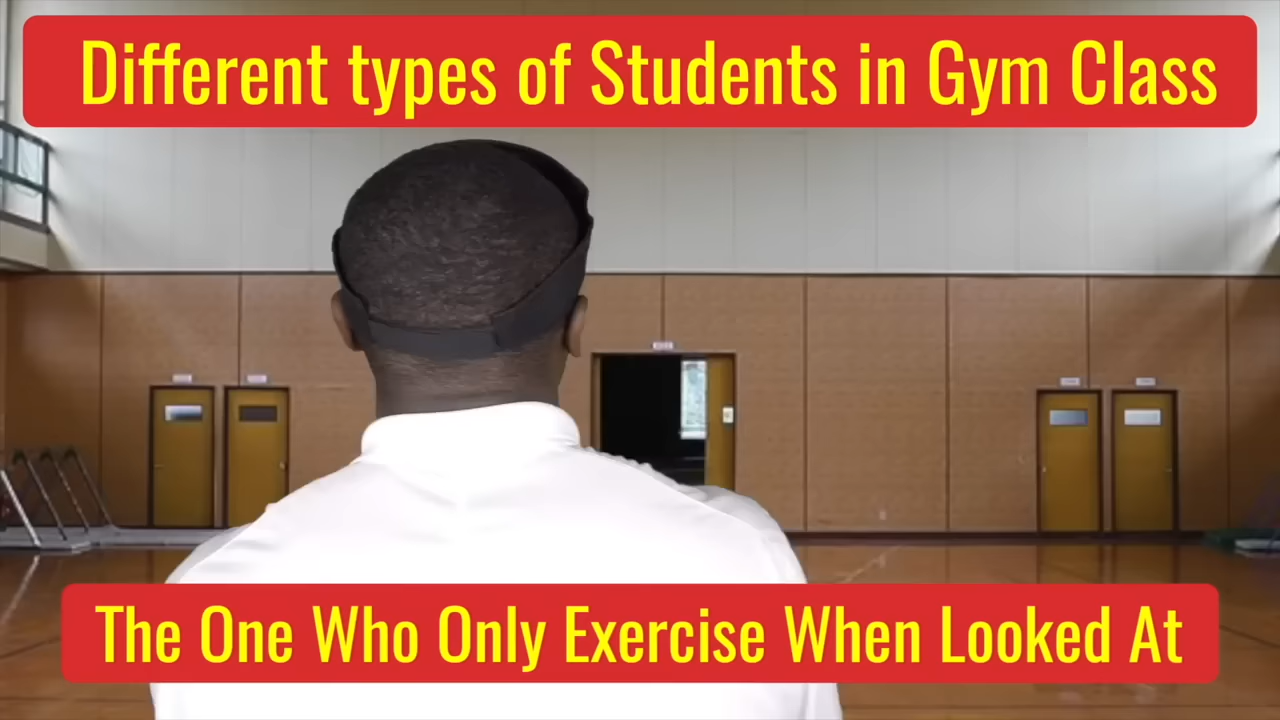 Different types of Students in Gym Class
The One Who Only Exercise When Looked At